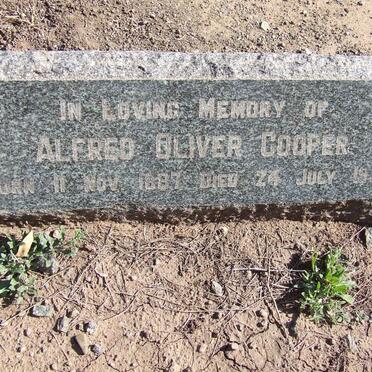 IN LOVING MEMORY OF
ALFRED OLIVER COOPER
BORN 11 NOV. 1887 DIED 24 JULY